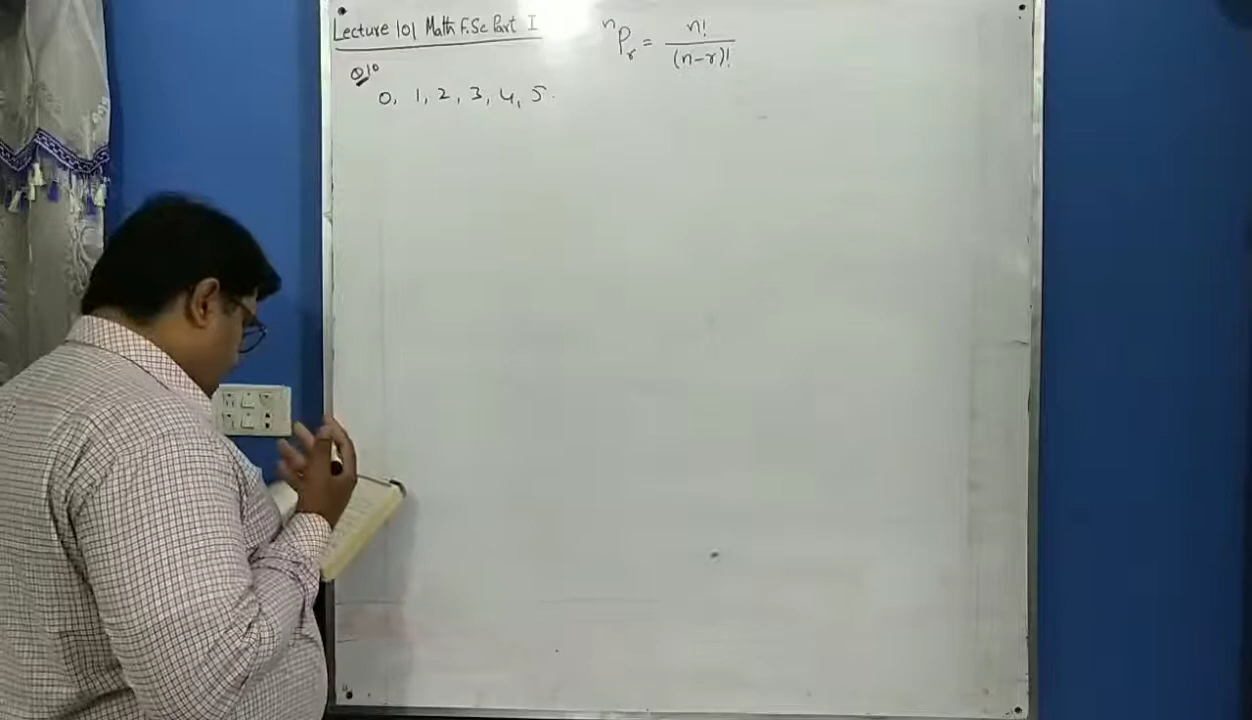 Lecture 101 Math F.Sc Part I
ⁿPᵣ = n! / (n-r)!
Q10
0, 1, 2, 3, 4, 5.